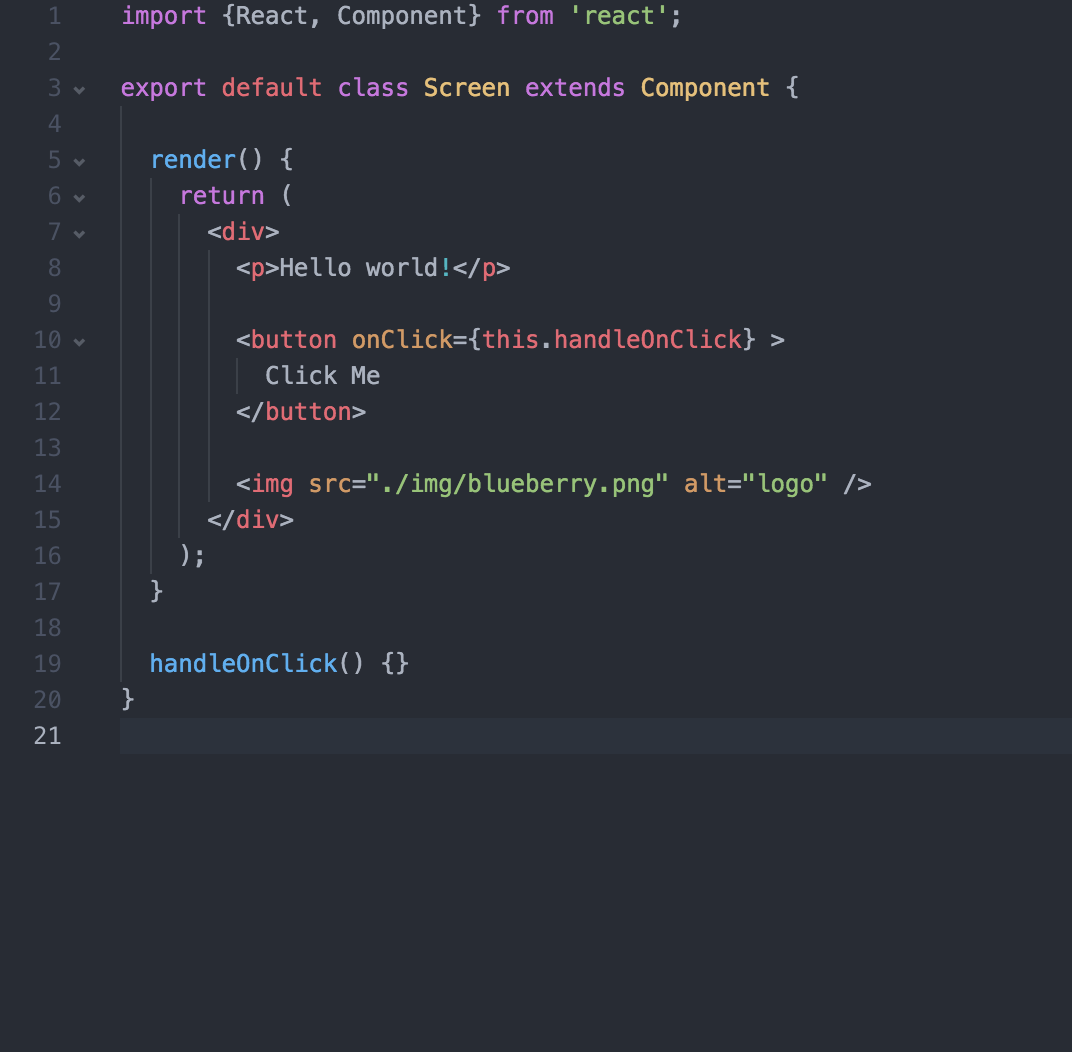 1 import {React, Component} from 'react';
2
3 export default class Screen extends Component {
4
5 render() {
6 return (
7 <div>
8 <p>Hello world!</p>
9
10 <button onClick={this.handleOnClick} >
11 Click Me
12 </button>
13
14 <img src="./img/blueberry.png" alt="logo" />
15 </div>
16 );
17 }
18
19 handleOnClick() {}
20 }
21